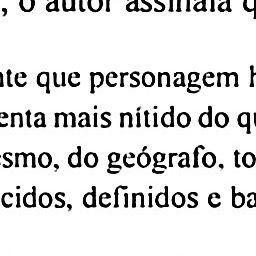 , o autor assinala q
nte que personagem h
enta mais nítido do qu
esmo, do geógrafo, to
cidos, definidos e ba